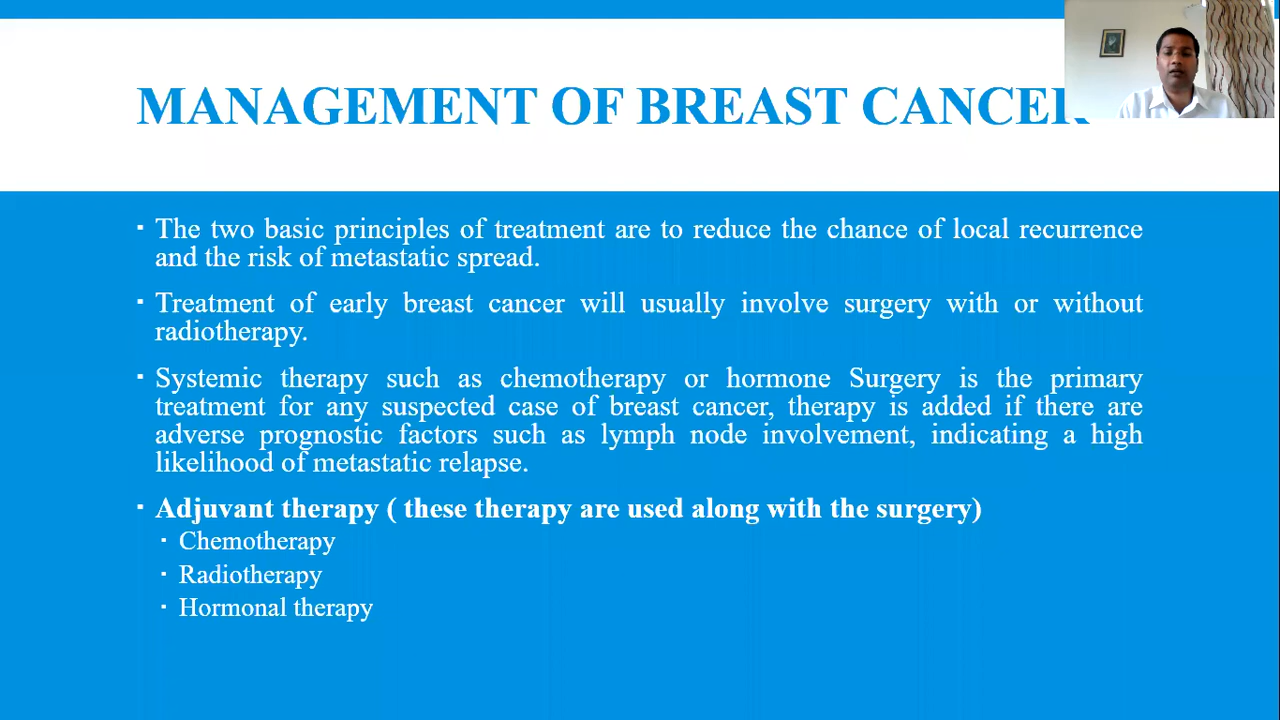 MANAGEMENT OF BREAST CANCER
▪ The two basic principles of treatment are to reduce the chance of local recurrence
and the risk of metastatic spread.
▪ Treatment of early breast cancer will usually involve surgery with or without
radiotherapy.
▪ Systemic therapy such as chemotherapy or hormone Surgery is the primary
treatment for any suspected case of breast cancer, therapy is added if there are
adverse prognostic factors such as lymph node involvement, indicating a high
likelihood of metastatic relapse.
▪ Adjuvant therapy ( these therapy are used along with the surgery)
▪ Chemotherapy
▪ Radiotherapy
▪ Hormonal therapy